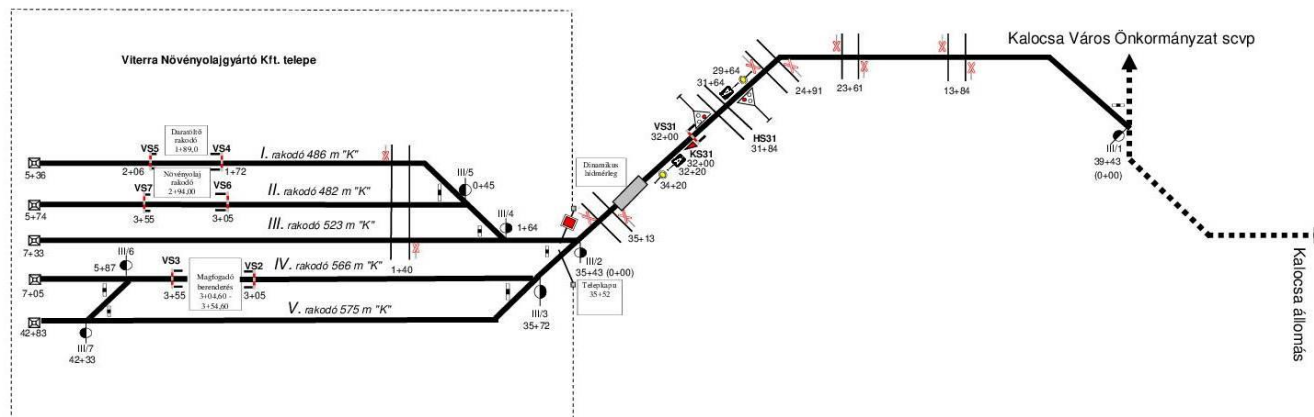 Viterra Növényolajgyártó Kft. telepe
Kalocsa Város Önkormányzat scvp
Kalocsa állomás
29+64
31+64
24+91
23+61
13+84
VS31
32+00
HS31
31+84
KS31
32+00
32+20
34+20
III/1
39+43
(0+00)
Dinamikus
hídmérleg
35+13
Daratöltő
rakodó
1+89,0
VS5
VS4
I. rakodó 486 m "K"
5+36
2+06
1+72
Növényolaj
rakodó
2+94,00
VS7
VS6
II. rakodó 482 m "K"
III/5
0+45
5+74
3+55
3+05
III. rakodó 523 m "K"
III/4
1+64
7+33
1+40
III/6
5+87
VS3
VS2
IV. rakodó 566 m "K"
Magfogadó
berendetés
3+04,60 -
3+54,60
7+05
3+55
3+05
III/2
35+43 (0+00)
Telepkapu
35+52
V. rakodó 575 m "K"
III/3
35+72
42+83
III/7
42+33